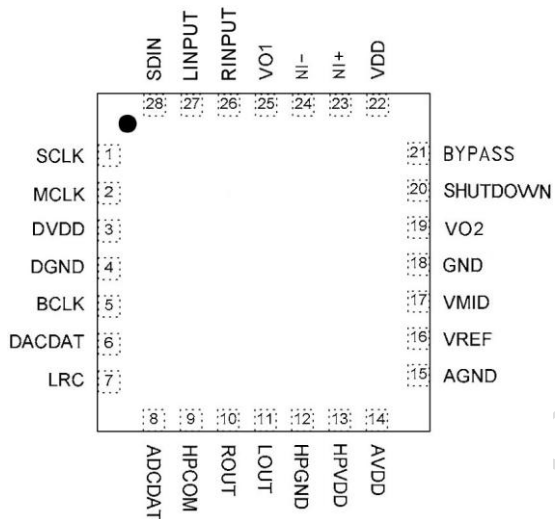 SDIN
LINPUT
RINPUT
VO1
NI-
NI+
VDD
28 27 26 25 24 23 22
SCLK 1
MCLK 2
DVDD 3
DGND 4
BCLK 5
DACDAT 6
LRC 7
21 BYPASS
20 SHUTDOWN
19 VO2
18 GND
17 VMID
16 VREF
15 AGND
8 9 10 11 12 13 14
ADCDAT
HPCOM
ROUT
LOUT
HPGND
HPVDD
AVDD